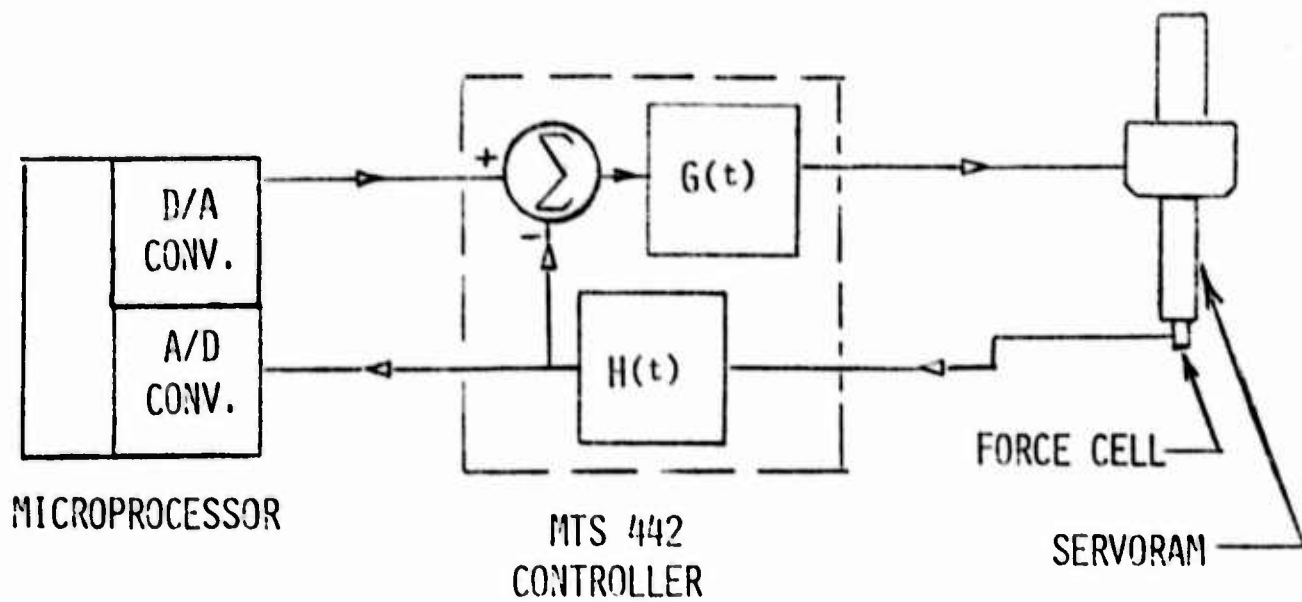 D/A
CONV.
A/D
CONV.
MICROPROCESSOR
+
Σ
-
G(t)
H(t)
MTS 442
CONTROLLER
FORCE CELL
SERVORAM